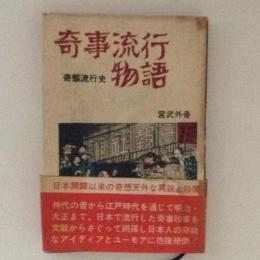 奇事流行
物語
奇態流行史
宮武外骨
日本開闢以来の奇想天外な異説と珍聞
神代の昔から江戸時代を通じて明治・
大正まで、日本で流行した奇事珍事を
文献からさぐって網羅し日本人の奇抜
なアイディアとユーモアに抱腹絶倒!